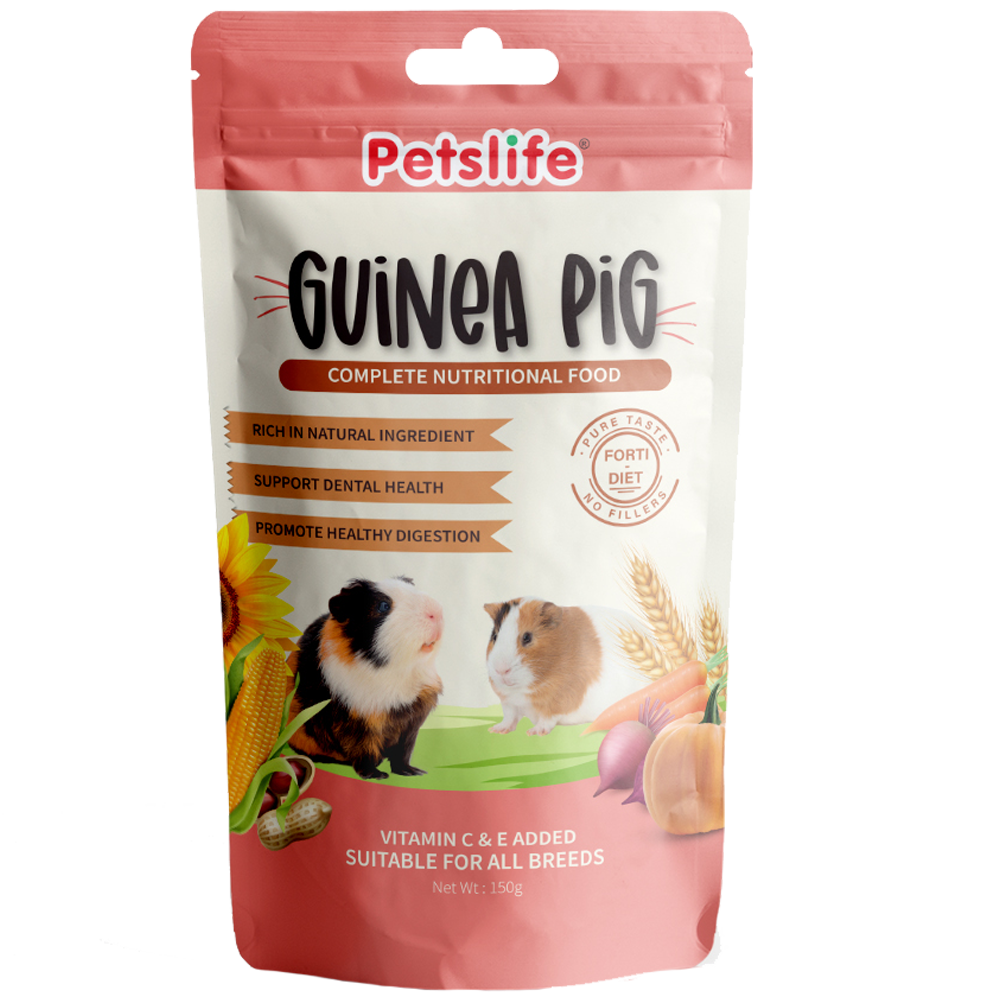 Petslife®
GUiNeA PiG
COMPLETE NUTRITIONAL FOOD
RICH IN NATURAL INGREDIENT
SUPPORT DENTAL HEALTH
PROMOTE HEALTHY DIGESTION
· PURE TASTE ·
FORTI
-
DIET
NO FILLERS
VITAMIN C & E ADDED
SUITABLE FOR ALL BREEDS
Net Wt : 150g